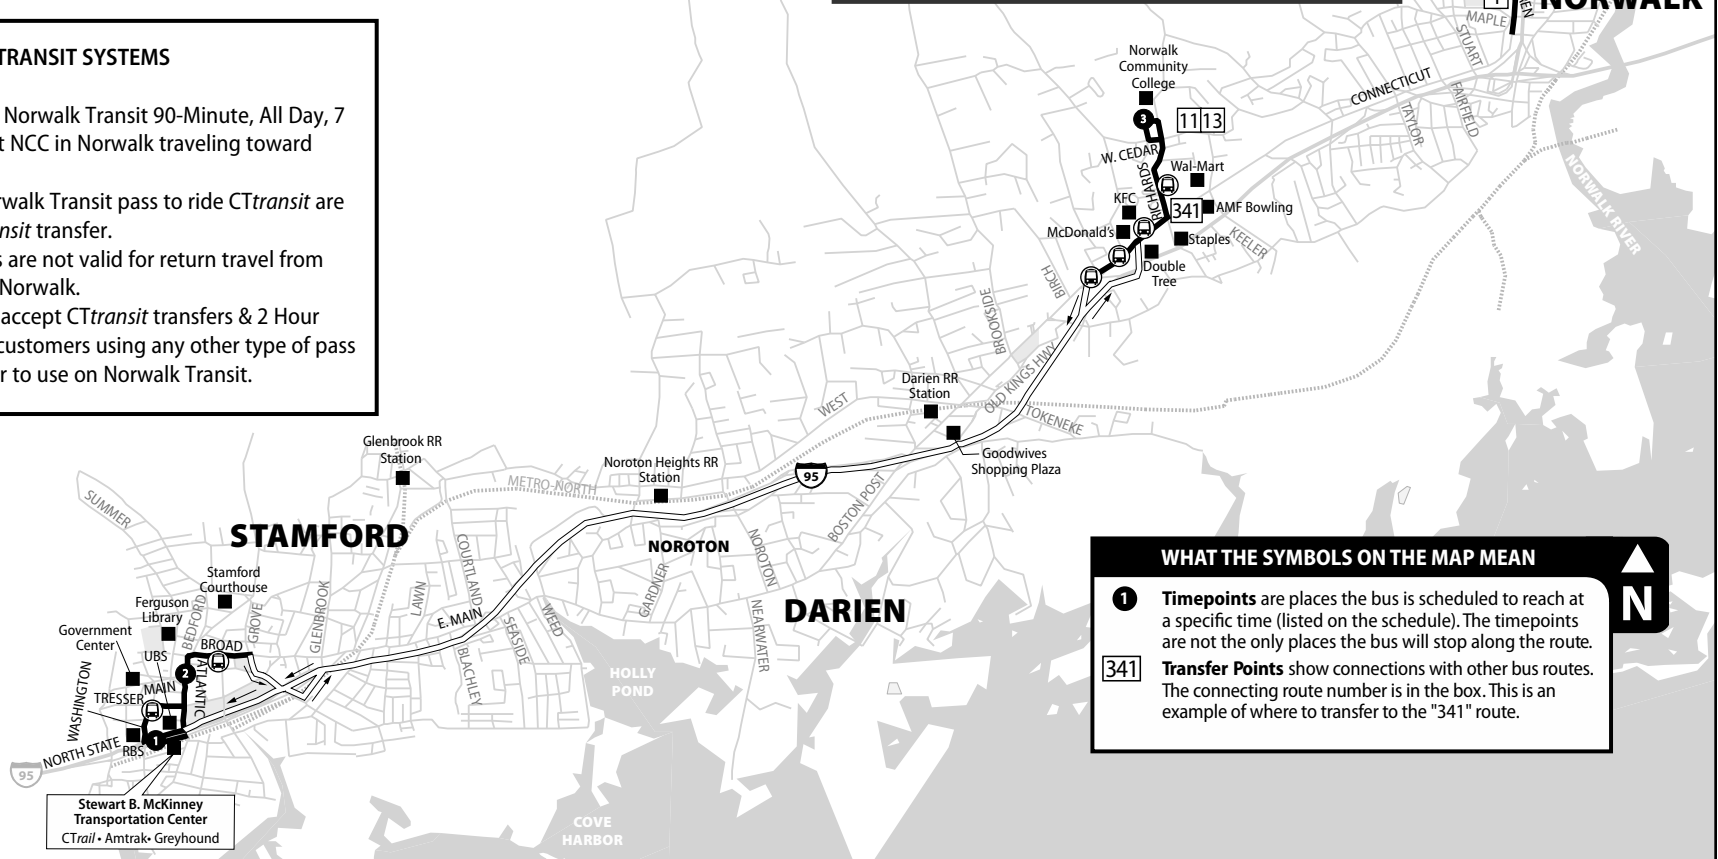 TRANSIT SYSTEMS
Norwalk Transit 90-Minute, All Day, 7
t NCC in Norwalk traveling toward
rwalk Transit pass to ride CTtransit are
nsit transfer.
s are not valid for return travel from
Norwalk.
accept CTtransit transfers & 2 Hour
customers using any other type of pass
r to use on Norwalk Transit.
NORWALK
MAPLE
STUART
CONNECTICUT
TAYLOR
FAIRFIELD
NORWALK RIVER
Norwalk
Community
College
3
11 13
W. CEDAR
RICHARDS
Wal-Mart
KFC
341
AMF Bowling
McDonald's
Staples
KEELER
Double
Tree
BIRCH
BROOKSIDE
OLD KINGS HWY
Darien RR
Station
WEST
TOKENEKE
Goodwives
Shopping Plaza
95
BOSTON POST
Glenbrook RR
Station
Noroton Heights RR
Station
METRO-NORTH
SUMMER
STAMFORD
NOROTON
NOROTON
DARIEN
COURTLAND
GARDNER
NEARWATER
LAWN
E. MAIN
SEASIDE
WEED
BLACHLEY
GLENBROOK
GROVE
BEDFORD
Stamford
Courthouse
Ferguson
Library
Government
Center
UBS
BROAD
2
ATLANTIC
MAIN
TRESSER
WASHINGTON
1
RBS
NORTH STATE
95
Stewart B. McKinney
Transportation Center
CTrail • Amtrak• Greyhound
HOLLY
POND
COVE
HARBOR
WHAT THE SYMBOLS ON THE MAP MEAN
N
1
Timepoints are places the bus is scheduled to reach at
a specific time (listed on the schedule). The timepoints
are not the only places the bus will stop along the route.
341
Transfer Points show connections with other bus routes.
The connecting route number is in the box. This is an
example of where to transfer to the "341" route.